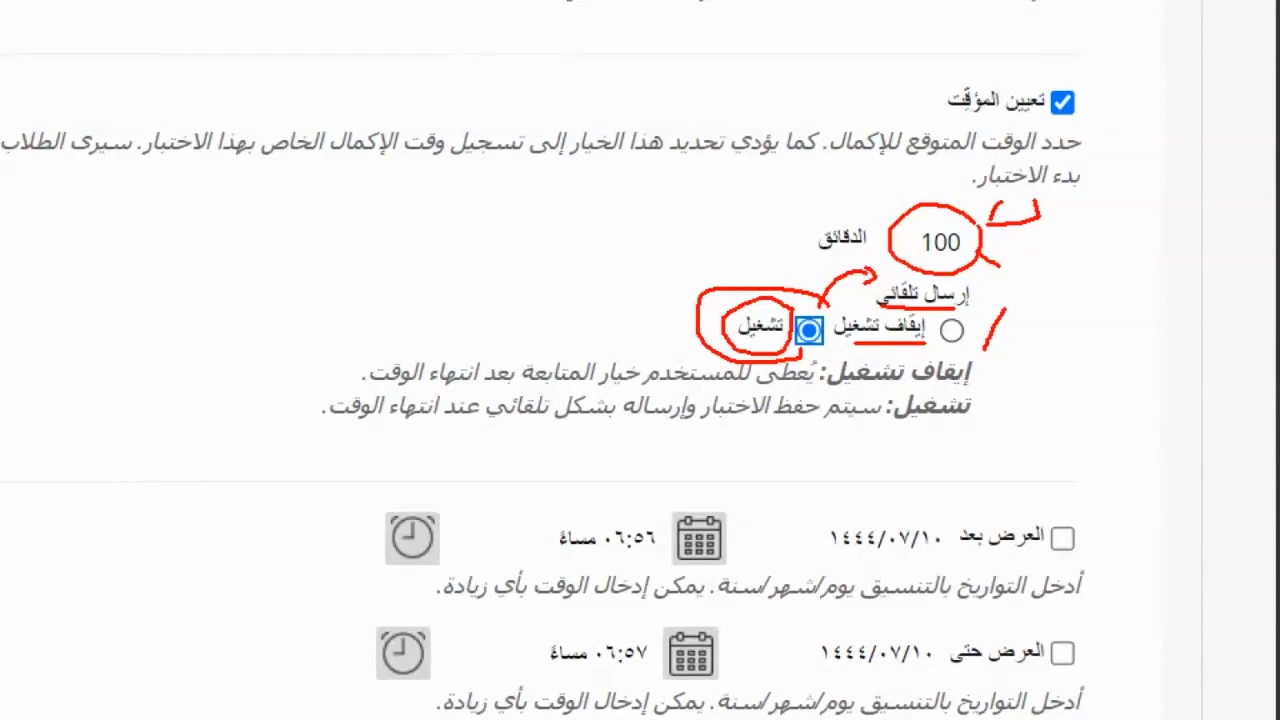 تعيين المؤقِّت
حدد الوقت المتوقع للإكمال. كما يؤدي تحديد هذا الخيار إلى تسجيل وقت الإكمال الخاص بهذا الاختبار. سيرى الطلاب
بدء الاختبار.
100 الدقائق
إرسال تلقائي
إيقاف تشغيل تشغيل
إيقاف تشغيل: يُعطى للمستخدم خيار المتابعة بعد انتهاء الوقت.
تشغيل: سيتم حفظ الاختبار وإرساله بشكل تلقائي عند انتهاء الوقت.
العرض بعد ١٤٤٤/٠٧/١٠ ٠٦:٥٦ مساءً
أدخل التواريخ بالتنسيق يوم/شهر/سنة. يمكن إدخال الوقت بأي زيادة.
العرض حتى ١٤٤٤/٠٧/١٠ ٠٦:٥٧ مساءً
أدخل التواريخ بالتنسيق يوم/شهر/سنة. يمكن إدخال الوقت بأي زيادة.